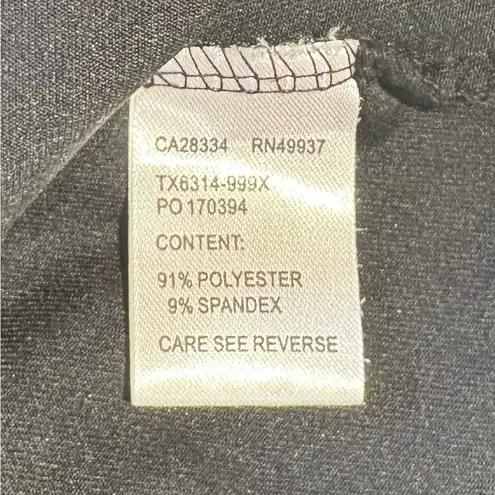 CA28334 RN49937
TX6314-999X
PO 170394
CONTENT:
91% POLYESTER
9% SPANDEX
CARE SEE REVERSE